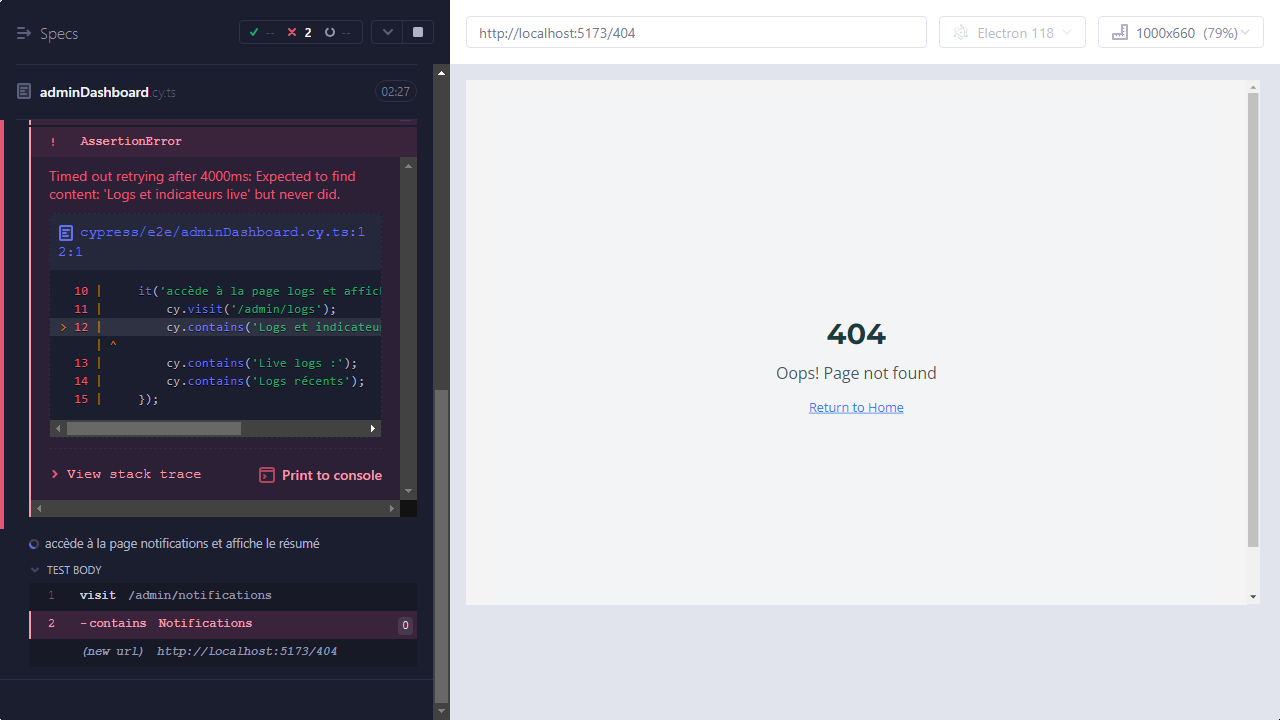 Specs
-- 2 --
adminDashboard.cy.ts
02:27
! AssertionError
Timed out retrying after 4000ms: Expected to find
content: 'Logs et indicateurs live' but never did.
cypress/e2e/adminDashboard.cy.ts:1
2:1
10 | it('accède à la page logs et affich
11 | cy.visit('/admin/logs');
> 12 | cy.contains('Logs et indicateu
| ^
13 | cy.contains('Live logs :');
14 | cy.contains('Logs récents');
15 | });
> View stack trace
Print to console
accède à la page notifications et affiche le résumé
TEST BODY
1 visit /admin/notifications
2 -contains Notifications 0
(new url) http://localhost:5173/404
http://localhost:5173/404
Electron 118
1000x660 (79%)
404
Oops! Page not found
Return to Home